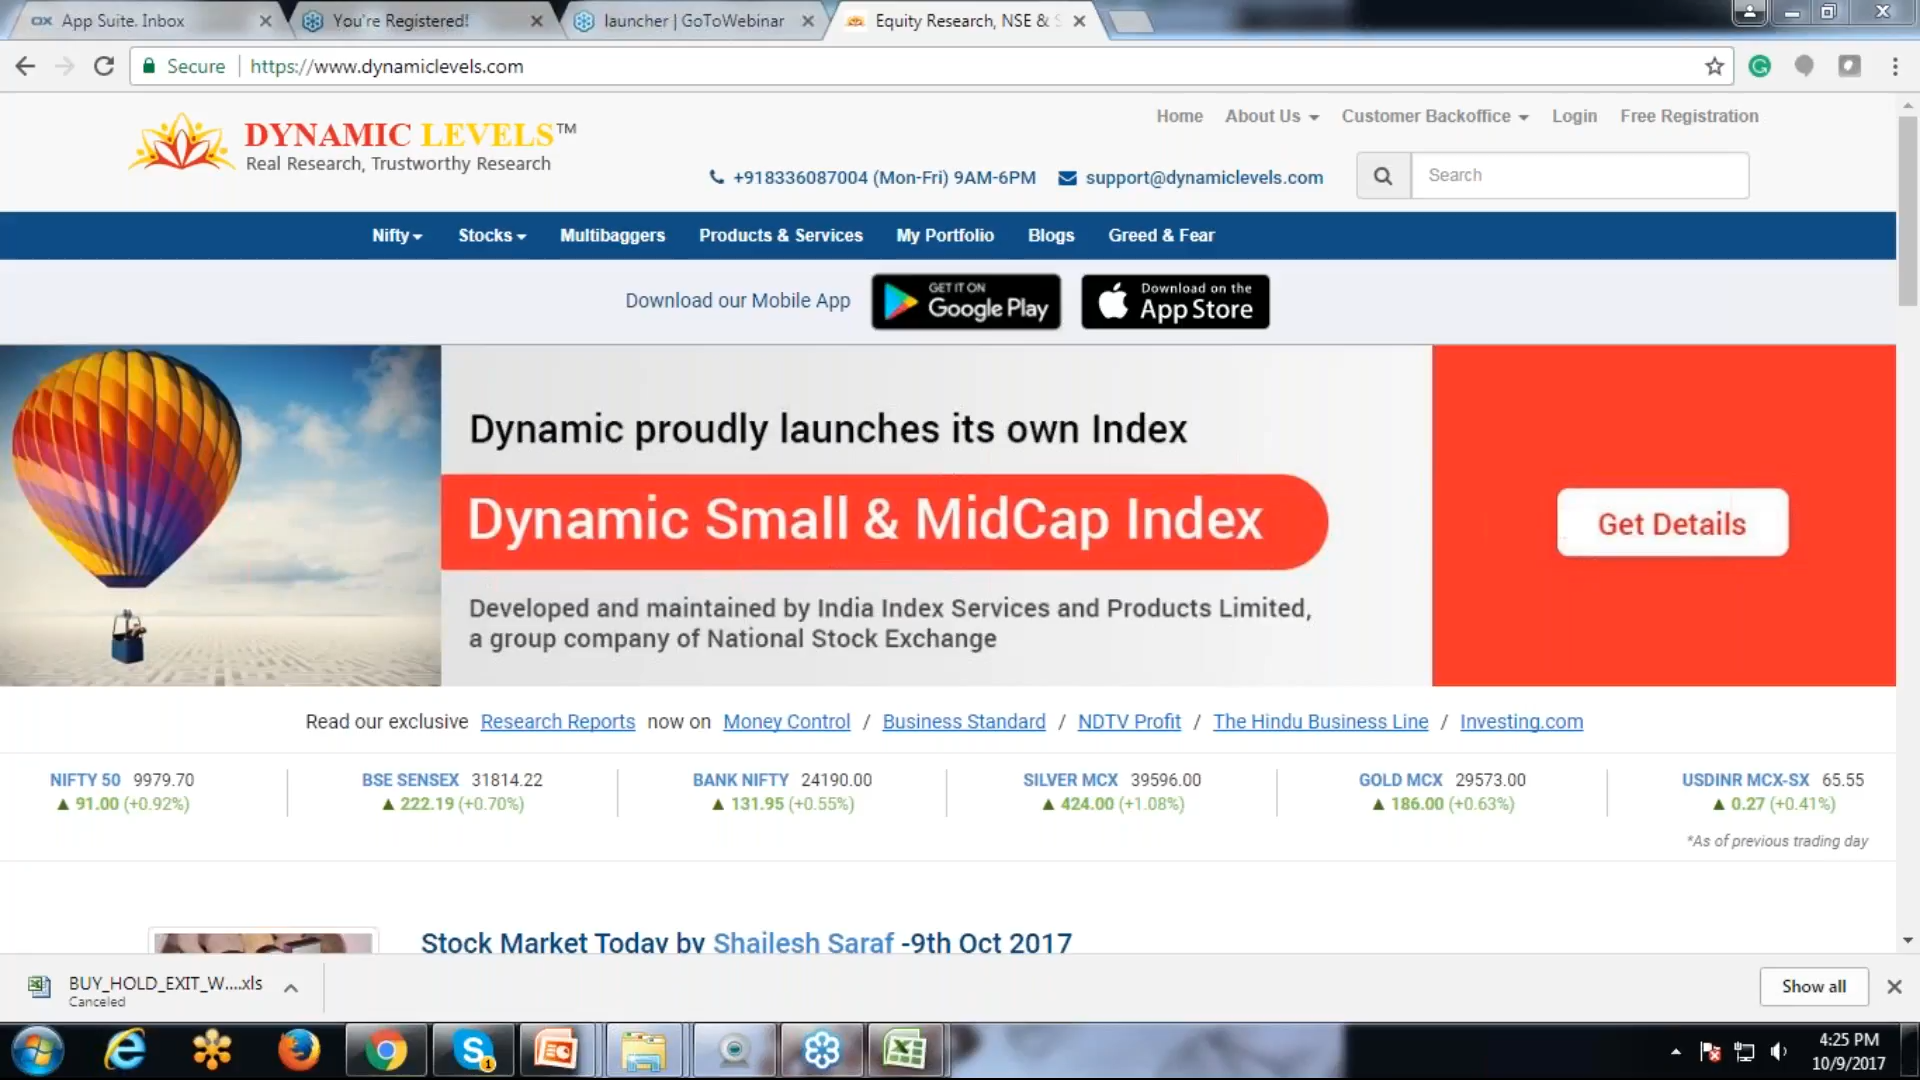 App Suite. Inbox
You're Registered!
launcher | GoToWebinar
Equity Research, NSE &
Secure
https://www.dynamiclevels.com
DYNAMIC LEVELS™
Real Research, Trustworthy Research
Home About Us Customer Backoffice Login Free Registration
+918336087004 (Mon-Fri) 9AM-6PM support@dynamiclevels.com
Search
Nifty Stocks Multibaggers Products & Services My Portfolio Blogs Greed & Fear
Download our Mobile App
GET IT ON
Google Play
Download on the
App Store
Dynamic proudly launches its own Index
Dynamic Small & MidCap Index
Developed and maintained by India Index Services and Products Limited,
a group company of National Stock Exchange
Get Details
Read our exclusive Research Reports now on Money Control / Business Standard / NDTV Profit / The Hindu Business Line / Investing.com
NIFTY 50 9979.70
▲ 91.00 (+0.92%)
BSE SENSEX 31814.22
▲ 222.19 (+0.70%)
BANK NIFTY 24190.00
▲ 131.95 (+0.55%)
SILVER MCX 39596.00
▲ 424.00 (+1.08%)
GOLD MCX 29573.00
▲ 186.00 (+0.63%)
USDINR MCX-SX 65.55
▲ 0.27 (+0.41%)
*As of previous trading day
Stock Market Today by Shailesh Saraf -9th Oct 2017
BUY_HOLD_EXIT_W....xls
Canceled
Show all
1
4:25 PM
10/9/2017